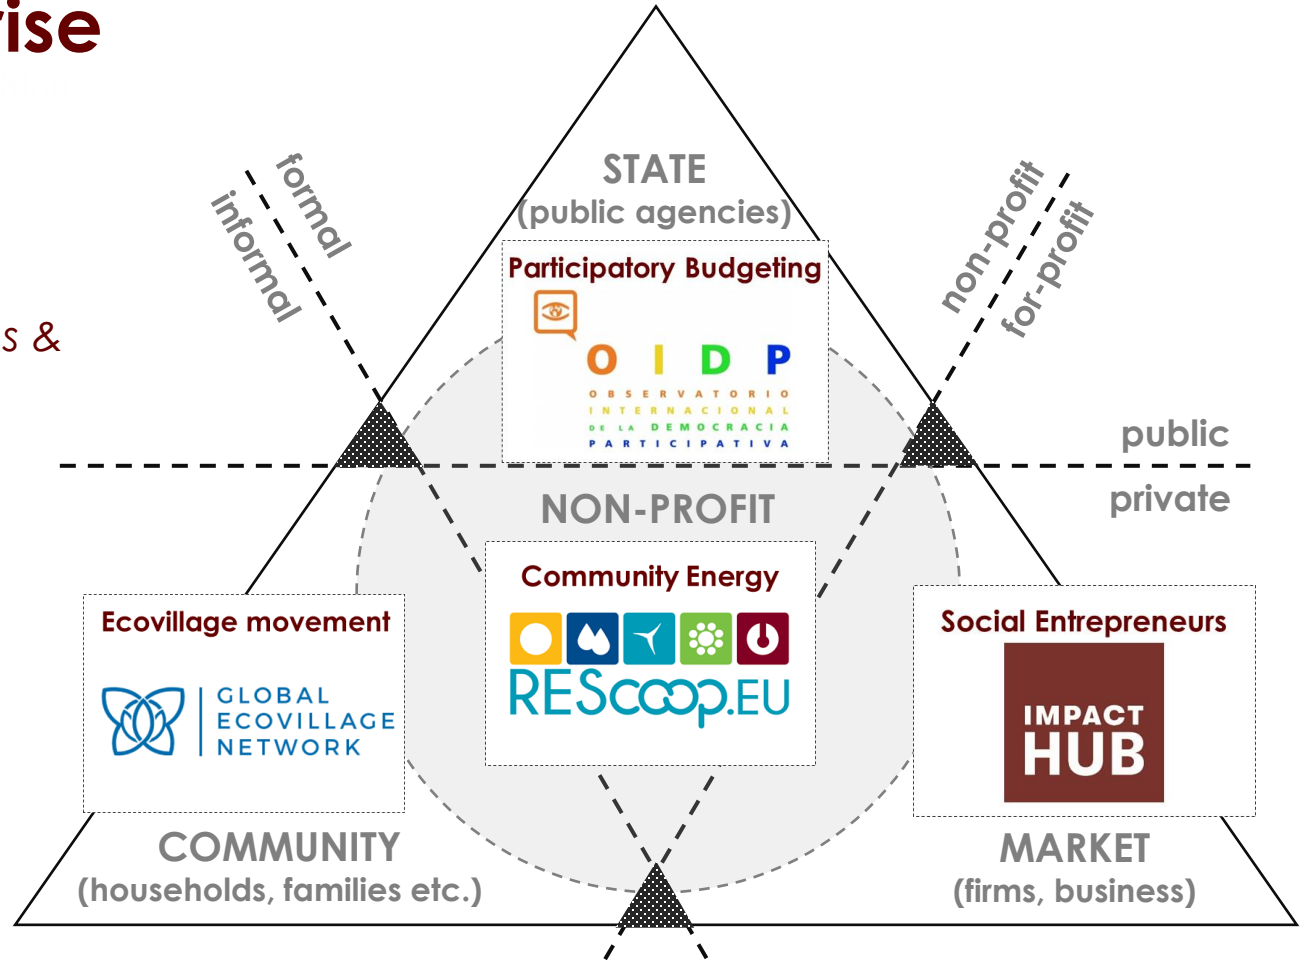 rise
s &
STATE
(public agencies)
formal
informal
non-profit
for-profit
Participatory Budgeting
O I D P
OBSERVATORIO
INTERNACIONAL
DE LA DEMOCRACIA
PARTICIPATIVA
public
private
NON-PROFIT
Community Energy
REScoop.EU
Ecovillage movement
GLOBAL
ECOVILLAGE
NETWORK
Social Entrepreneurs
IMPACT
HUB
COMMUNITY
(households, families etc.)
MARKET
(firms, business)